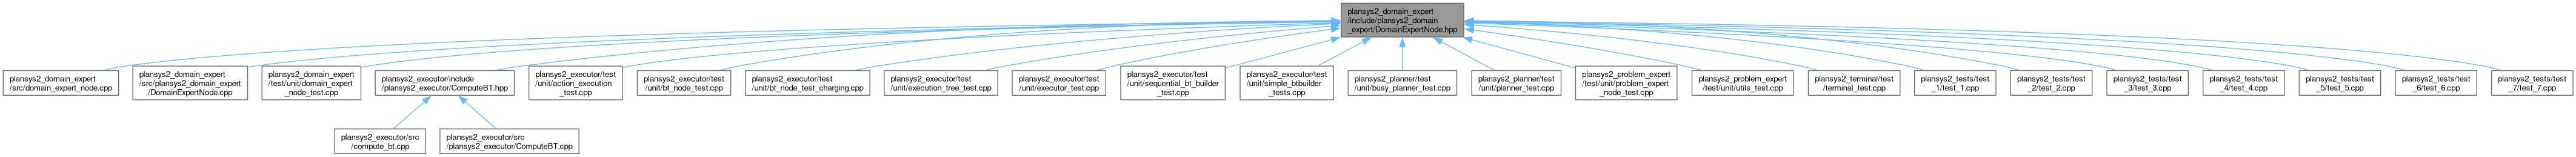 plansys2_domain_expert
/include/plansys2_domain
_expert/DomainExpertNode.hpp
plansys2_domain_expert
/src/domain_expert_node.cpp
plansys2_domain_expert
/src/plansys2_domain_expert
/DomainExpertNode.cpp
plansys2_domain_expert
/test/unit/domain_expert
_node_test.cpp
plansys2_executor/include
/plansys2_executor/ComputeBT.hpp
plansys2_executor/test
/unit/action_execution
_test.cpp
plansys2_executor/test
/unit/bt_node_test.cpp
plansys2_executor/test
/unit/bt_node_test_charging.cpp
plansys2_executor/test
/unit/execution_tree_test.cpp
plansys2_executor/test
/unit/executor_test.cpp
plansys2_executor/test
/unit/sequential_bt_builder
_test.cpp
plansys2_executor/test
/unit/simple_btbuilder
_tests.cpp
plansys2_planner/test
/unit/busy_planner_test.cpp
plansys2_planner/test
/unit/planner_test.cpp
plansys2_problem_expert
/test/unit/problem_expert
_node_test.cpp
plansys2_problem_expert
/test/unit/utils_test.cpp
plansys2_terminal/test
/terminal_test.cpp
plansys2_tests/test
_1/test_1.cpp
plansys2_tests/test
_2/test_2.cpp
plansys2_tests/test
_3/test_3.cpp
plansys2_tests/test
_4/test_4.cpp
plansys2_tests/test
_5/test_5.cpp
plansys2_tests/test
_6/test_6.cpp
plansys2_tests/test
_7/test_7.cpp
plansys2_executor/src
/compute_bt.cpp
plansys2_executor/src
/plansys2_executor/ComputeBT.cpp